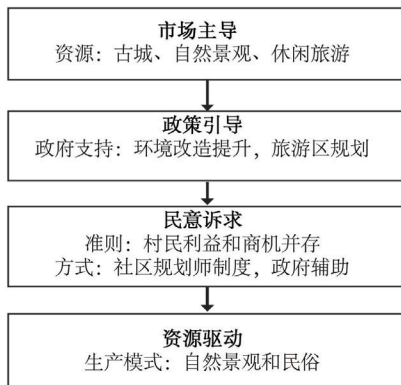 市场主导
资源：古城、自然景观、休闲旅游
政策引导
政府支持：环境改造提升，旅游区规划
民意诉求
准则：村民利益和商机并存
方式：社区规划师制度，政府辅助
资源驱动
生产模式：自然景观和民俗